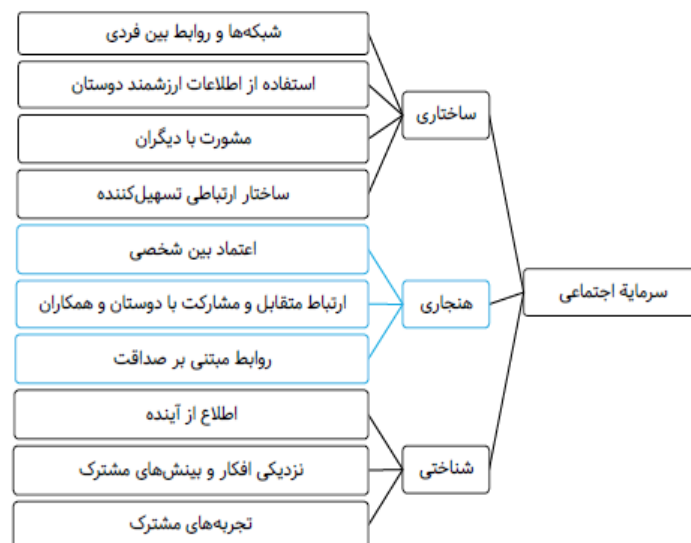 سرمایة اجتماعی
ساختاری
شبکه‌ها و روابط بین فردی
استفاده از اطلاعات ارزشمند دوستان
مشورت با دیگران
ساختار ارتباطی تسهیل‌کننده
هنجاری
اعتماد بین شخصی
ارتباط متقابل و مشارکت با دوستان و همکاران
روابط مبتنی بر صداقت
شناختی
اطلاع از آینده
نزدیکی افکار و بینش‌های مشترک
تجربه‌های مشترک